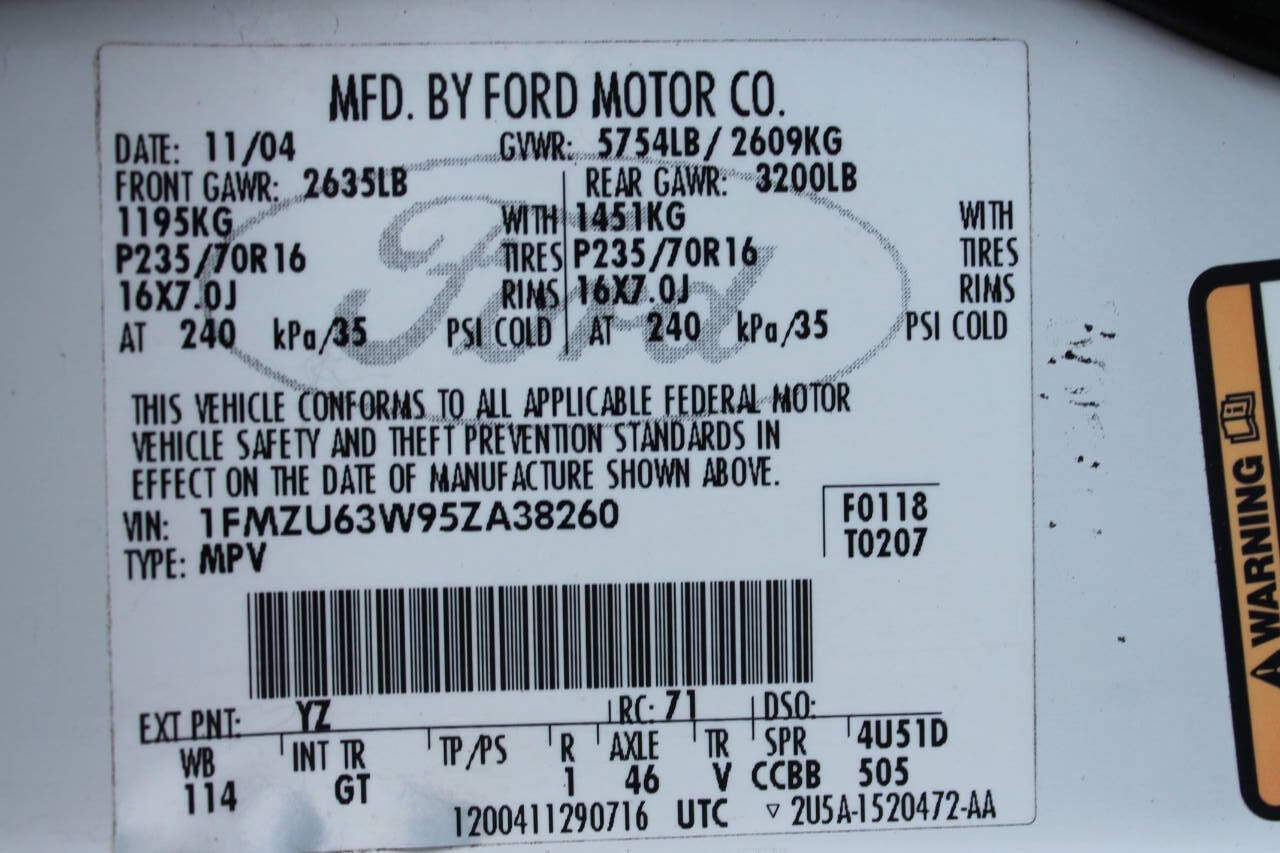 MFD. BY FORD MOTOR CO.
DATE: 11/04 GVWR: 5754LB/ 2609KG
FRONT GAWR: 2635LB REAR GAWR: 3200LB
1195KG WITH 1451KG WITH
P235/70R16 TIRES P235/70R16 TIRES
16X7.0J RIMS 16X7.0J RIMS
AT 240 kPa/35 PSI COLD AT 240 kPa/35 PSI COLD
Ford
THIS VEHICLE CONFORMS TO ALL APPLICABLE FEDERAL MOTOR
VEHICLE SAFETY AND THEFT PREVENTION STANDARDS IN
EFFECT ON THE DATE OF MANUFACTURE SHOWN ABOVE.
VIN: 1FMZU63W95ZA38260 F0118
TYPE: MPV T0207
EXT PNT: YZ RC: 71 DSO:
WB INT TR TP/PS R AXLE TR SPR 4U51D
114 GT 1 46 V CCBB 505
1200411290716 UTC ▿ 2U5A-1520472-AA
WARNING